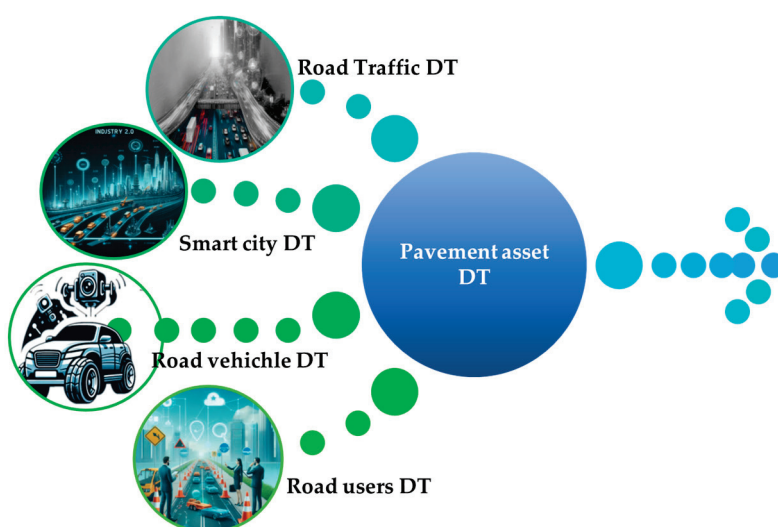 Road Traffic DT
INDUSTRY 2.0
Smart city DT
Pavement asset
DT
Road vehichle DT
Road users DT